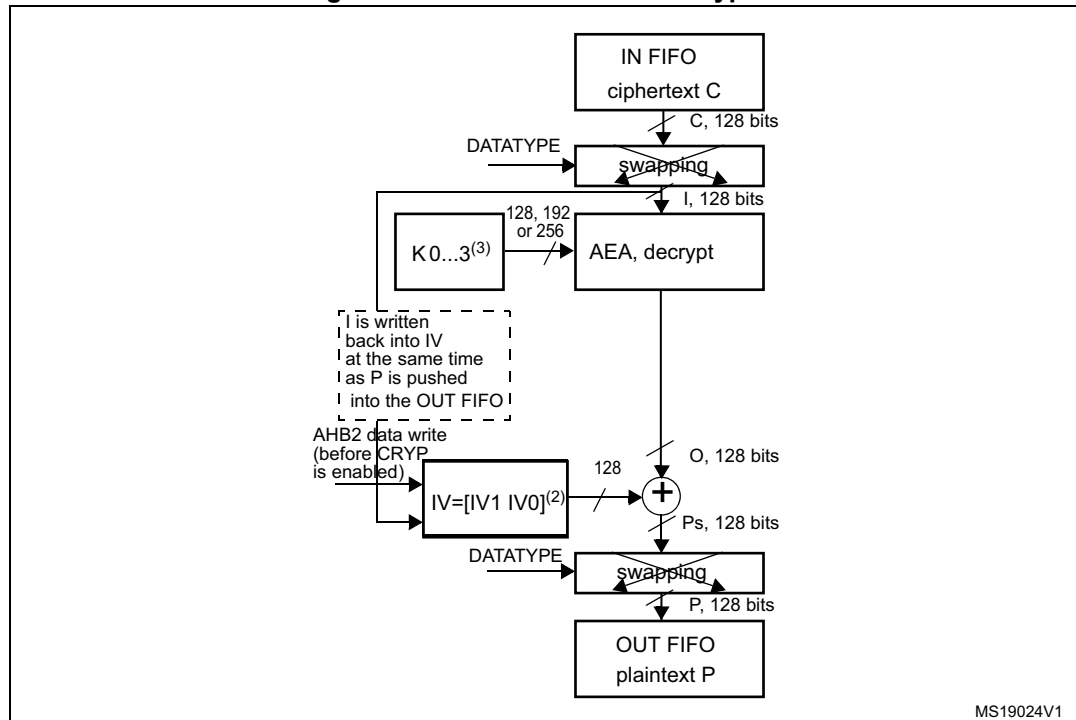 IN FIFO
ciphertext C
C, 128 bits
DATATYPE
swapping
I, 128 bits
128, 192
or 256
K 0...3(3)
AEA, decrypt
I is written
back into IV
at the same time
as P is pushed
into the OUT FIFO
AHB2 data write
(before CRYP
is enabled)
IV=[IV1 IV0](2)
128
O, 128 bits
+
Ps, 128 bits
DATATYPE
swapping
P, 128 bits
OUT FIFO
plaintext P
MS19024V1